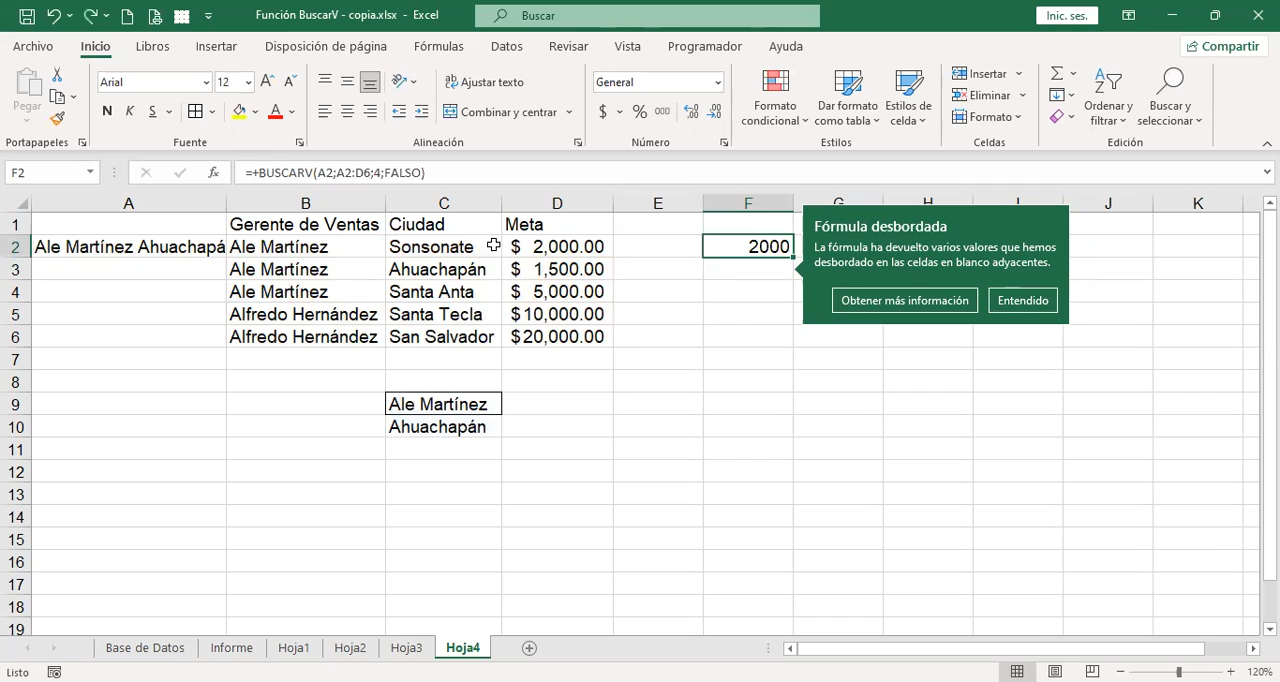 Función BuscarV - copia.xlsx - Excel
Buscar
Inic. ses.
Archivo Inicio Libros Insertar Disposición de página Fórmulas Datos Revisar Vista Programador Ayuda
Compartir
Pegar
Portapapeles
Arial 12
N K S
Fuente
Ajustar texto
Combinar y centrar
Alineación
General
$ % 000
Número
Formato condicional
Dar formato como tabla
Estilos de celda
Estilos
Insertar
Eliminar
Formato
Celdas
Ordenar y filtrar
Buscar y seleccionar
Edición
F2 =+BUSCARV(A2;A2:D6;4;FALSO)
A B C D E F G H I J K
1 Gerente de Ventas Ciudad Meta
2 Ale Martínez Ahuachapá Ale Martínez Sonsonate $ 2,000.00 2000
3 Ale Martínez Ahuachapán $ 1,500.00
4 Ale Martínez Santa Anta $ 5,000.00
5 Alfredo Hernández Santa Tecla $10,000.00
6 Alfredo Hernández San Salvador $20,000.00
7
8
9 Ale Martínez
10 Ahuachapán
11
12
13
14
15
16
17
18
19
Fórmula desbordada
La fórmula ha devuelto varios valores que hemos
desbordado en las celdas en blanco adyacentes.
Obtener más información Entendido
Base de Datos Informe Hoja1 Hoja2 Hoja3 Hoja4
Listo
120%